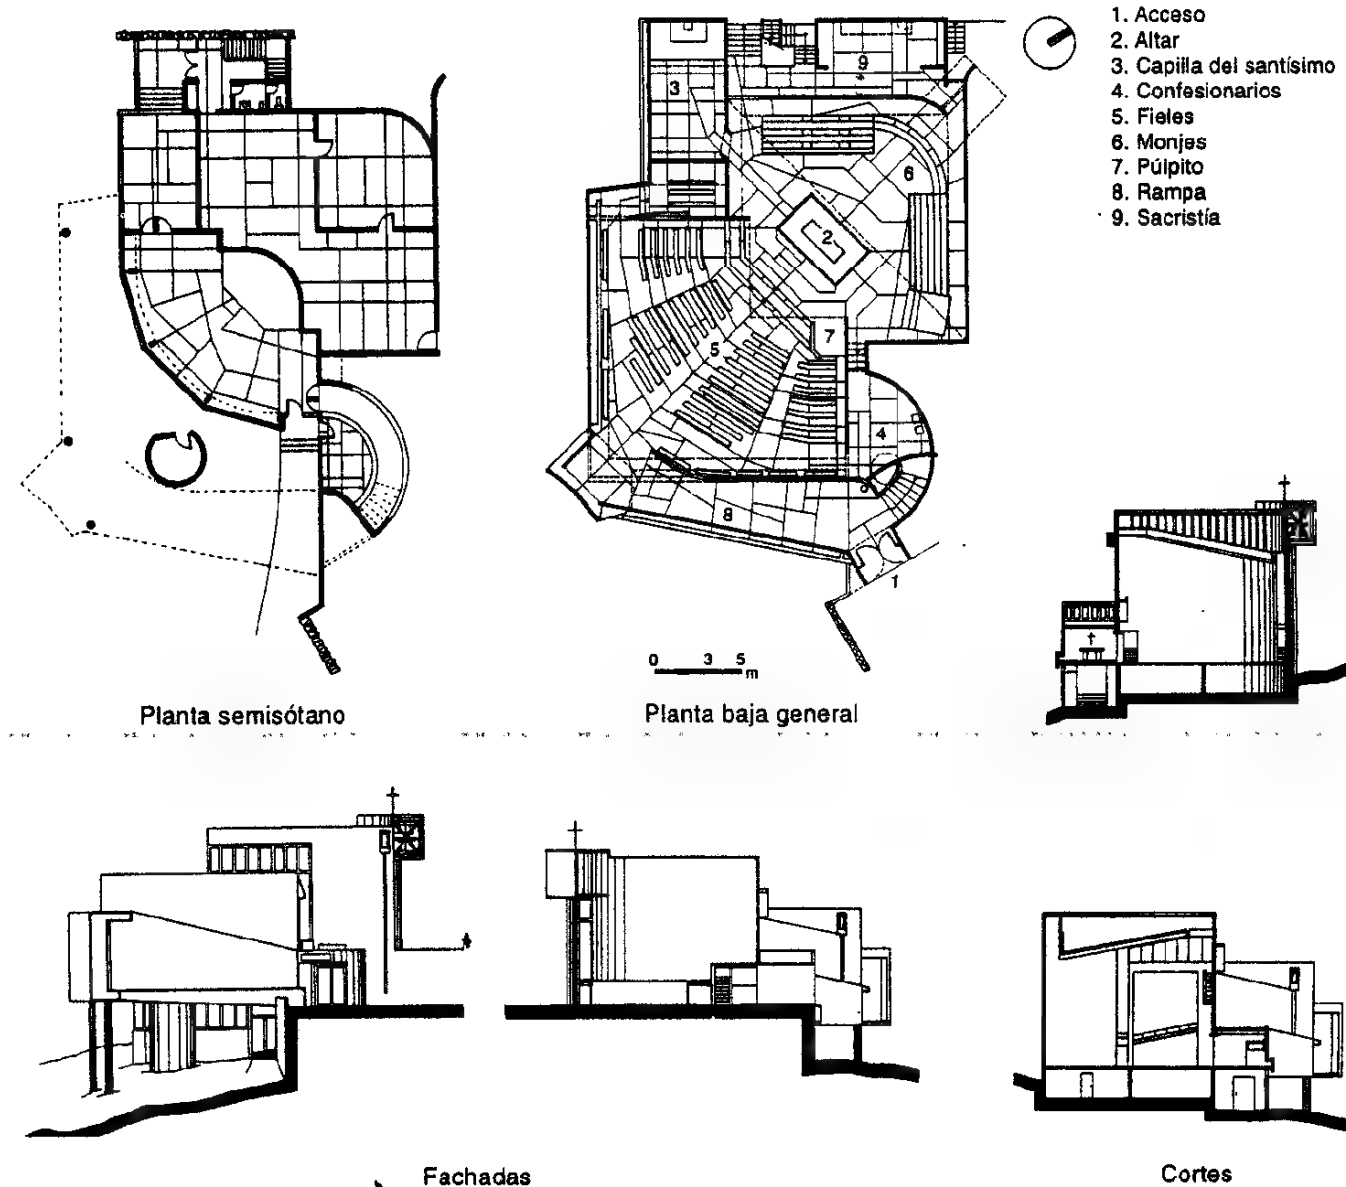 1. Acceso
2. Altar
3. Capilla del santísimo
4. Confesionarios
5. Fieles
6. Monjes
7. Púlpito
8. Rampa
9. Sacristía
3
9
6
2
7
5
4
8
1
0 3 5
m
Planta semisótano
Planta baja general
Fachadas
Cortes